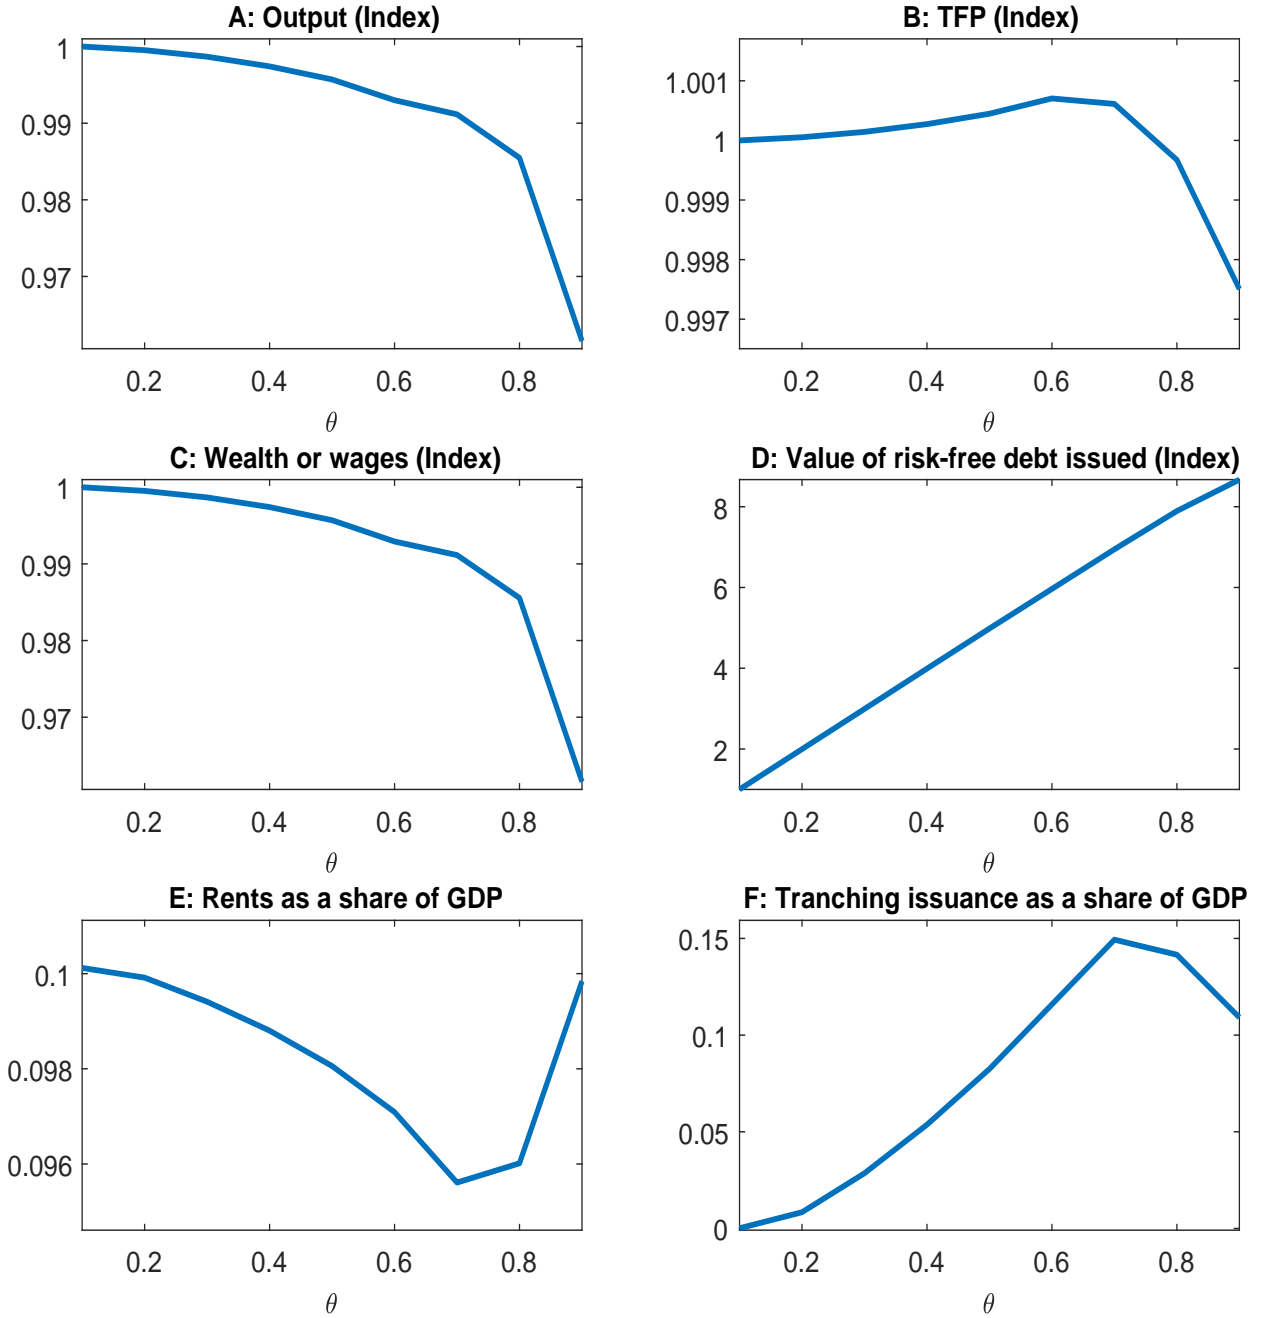 A: Output (Index)
1
0.99
0.98
0.97
0.2 0.4 0.6 0.8
θ
B: TFP (Index)
1.001
1
0.999
0.998
0.997
0.2 0.4 0.6 0.8
θ
C: Wealth or wages (Index)
1
0.99
0.98
0.97
0.2 0.4 0.6 0.8
θ
D: Value of risk-free debt issued (Index)
8
6
4
2
0.2 0.4 0.6 0.8
θ
E: Rents as a share of GDP
0.1
0.098
0.096
0.2 0.4 0.6 0.8
θ
F: Tranching issuance as a share of GDP
0.15
0.1
0.05
0
0.2 0.4 0.6 0.8
θ